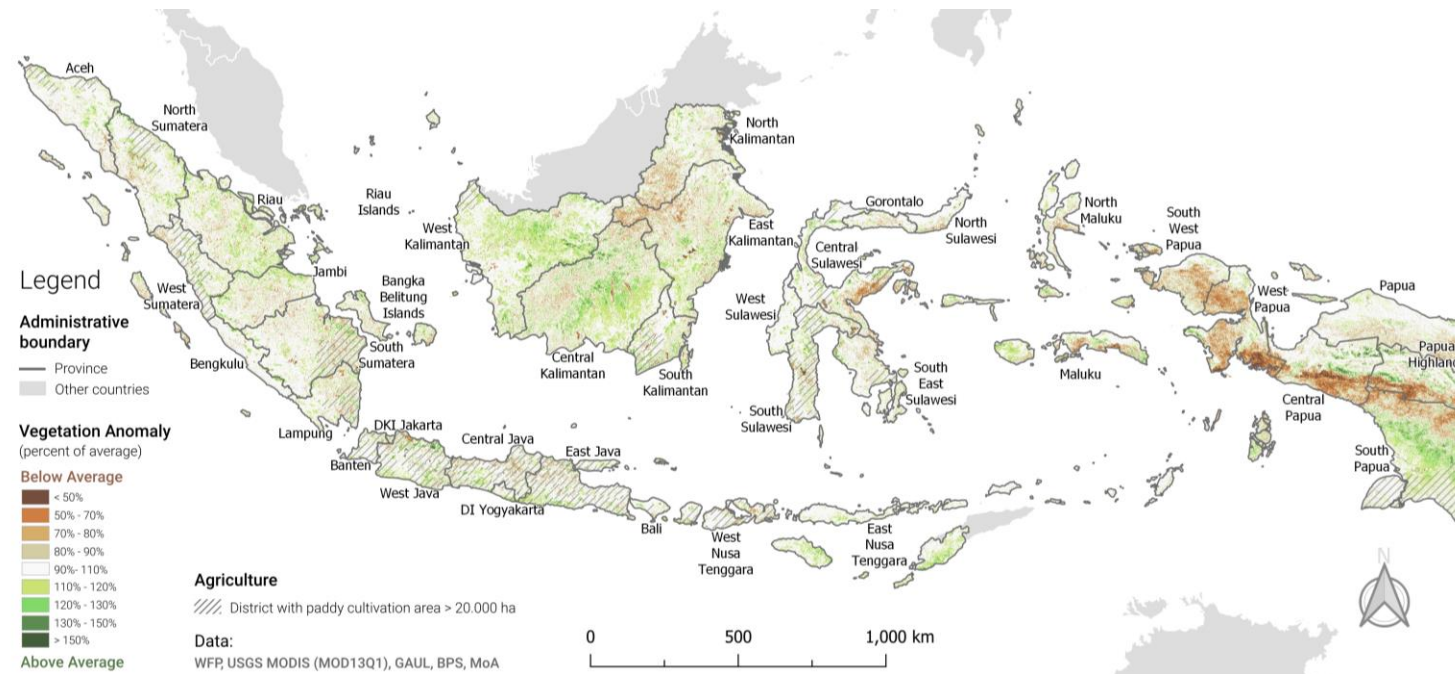 Aceh
North
Sumatera
Riau
Riau
Islands
West
Kalimantan
North
Kalimantan
East
Kalimantan
Gorontalo
North
Sulawesi
Central
Sulawesi
North
Maluku
South
West
Papua
West
Papua
Papua
Papua
Highlan
Jambi
Bangka
Belitung
Islands
West
Sumatera
South
Sumatera
Bengkulu
Lampung
Central
Kalimantan
South
Kalimantan
West
Sulawesi
South
Sulawesi
South
East
Sulawesi
Maluku
Central
Papua
South
Papua
DKI Jakarta
Banten
West Java
Central Java
DI Yogyakarta
East Java
Bali
West
Nusa
Tenggara
East
Nusa
Tenggara
Legend
Administrative
boundary
Province
Other countries
Vegetation Anomaly
(percent of average)
Below Average
< 50%
50% - 70%
70% - 80%
80% - 90%
90%- 110%
110% - 120%
120% - 130%
130% - 150%
> 150%
Above Average
Agriculture
District with paddy cultivation area > 20.000 ha
Data:
WFP, USGS MODIS (MOD13Q1), GAUL, BPS, MoA
0 500 1,000 km
N